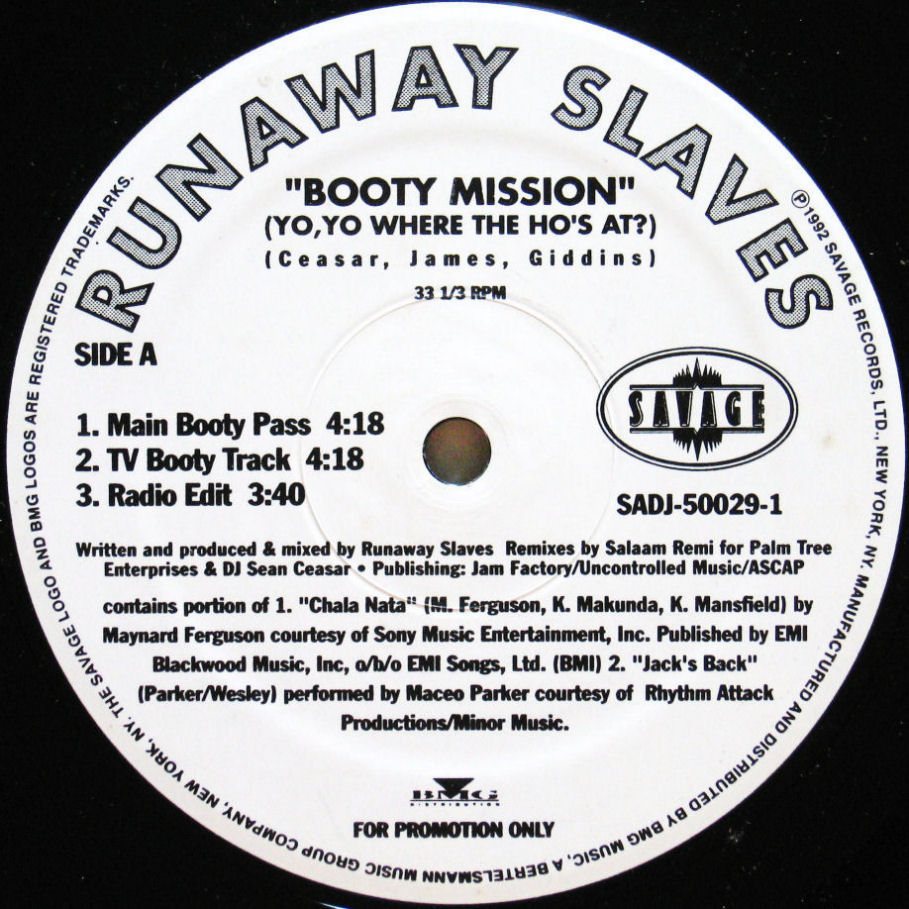 RUNAWAY SLAVES
"BOOTY MISSION"
(YO,YO WHERE THE HO'S AT?)
(Ceasar, James, Giddins)
33 1/3 RPM
SIDE A
1. Main Booty Pass 4:18
2. TV Booty Track 4:18
3. Radio Edit 3:40
SAVAGE
SADJ-50029-1
Written and produced & mixed by Runaway Slaves Remixes by Salaam Remi for Palm Tree
Enterprises & DJ Sean Ceasar • Publishing: Jam Factory/Uncontrolled Music/ASCAP
contains portion of 1. "Chala Nata" (M. Ferguson, K. Makunda, K. Mansfield) by
Maynard Ferguson courtesy of Sony Music Entertainment, Inc. Published by EMI
Blackwood Music, Inc, o/b/o EMI Songs, Ltd. (BMI) 2. "Jack's Back"
(Parker/Wesley) performed by Maceo Parker courtesy of Rhythm Attack
Productions/Minor Music.
BMG
DISTRIBUTION
FOR PROMOTION ONLY
℗1992 SAVAGE RECORDS, LTD., NEW YORK, NY. MANUFACTURED AND DISTRIBUTED BY BMG MUSIC, A BERTELSMANN MUSIC GROUP COMPANY, NEW YORK, NY. THE SAVAGE LOGO AND BMG LOGOS ARE REGISTERED TRADEMARKS.